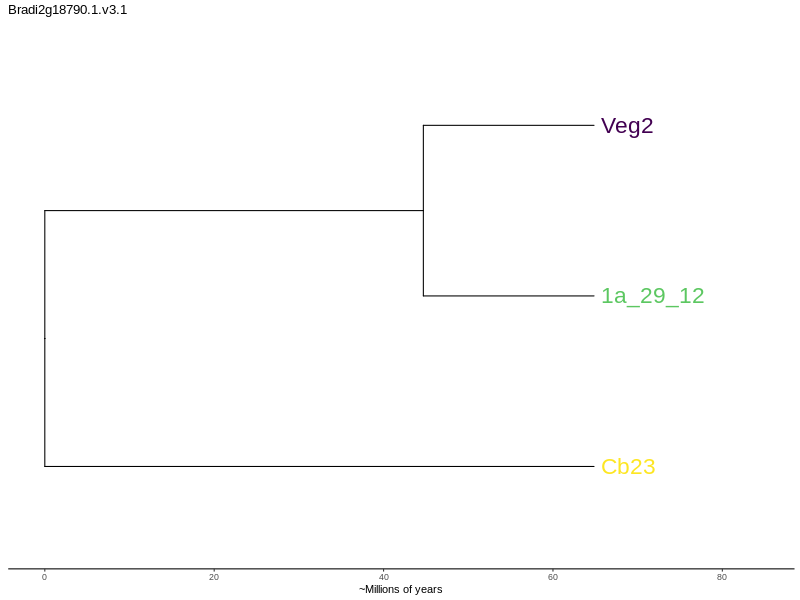 Bradi2g18790.1.v3.1
Veg2
1a_29_12
Cb23
0 20 40 60 80
~Millions of years